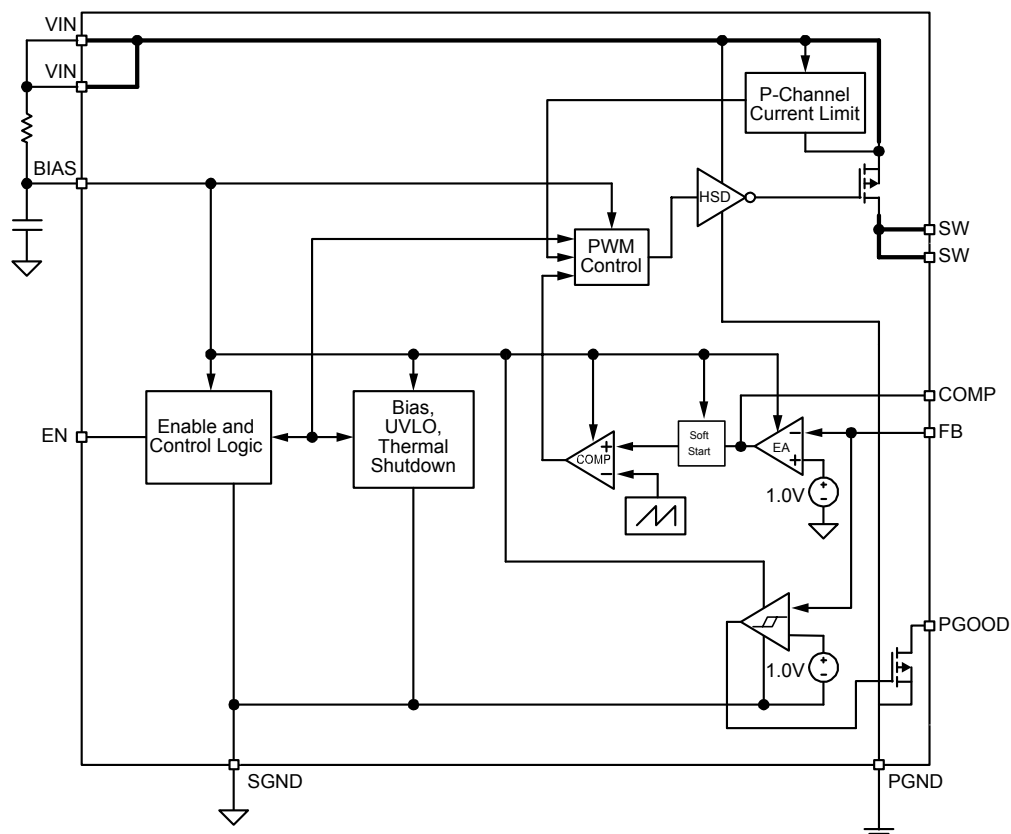 VIN
VIN
P-Channel
Current Limit
BIAS
HSD
SW
SW
PWM
Control
COMP
EN
Enable and
Control Logic
Bias,
UVLO,
Thermal
Shutdown
COMP
+
−
Soft
Start
EA
−
+
FB
1.0V
+
−
PGOOD
1.0V
+
−
SGND
PGND